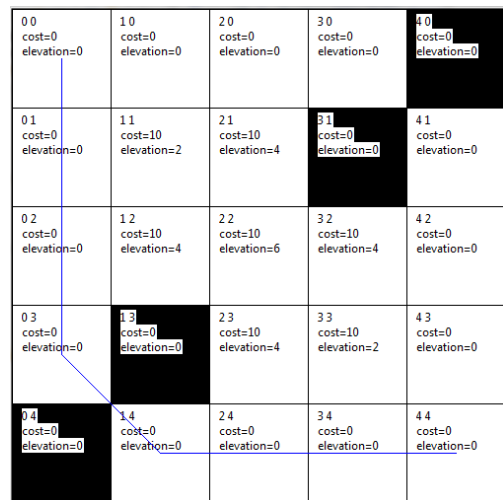 0 0
cost=0
elevation=0
1 0
cost=0
elevation=0
2 0
cost=0
elevation=0
3 0
cost=0
elevation=0
4 0
cost=0
elevation=0
0 1
cost=0
elevation=0
1 1
cost=10
elevation=2
2 1
cost=10
elevation=4
3 1
cost=0
elevation=0
4 1
cost=0
elevation=0
0 2
cost=0
elevation=0
1 2
cost=10
elevation=4
2 2
cost=10
elevation=6
3 2
cost=10
elevation=4
4 2
cost=0
elevation=0
0 3
cost=0
elevation=0
1 3
cost=0
elevation=0
2 3
cost=10
elevation=4
3 3
cost=10
elevation=2
4 3
cost=0
elevation=0
0 4
cost=0
elevation=0
1 4
cost=0
elevation=0
2 4
cost=0
elevation=0
3 4
cost=0
elevation=0
4 4
cost=0
elevation=0